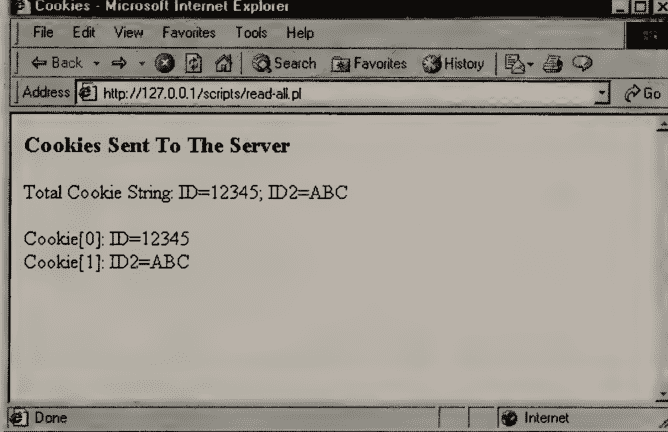 Cookies - Microsoft Internet Explorer
File Edit View Favorites Tools Help
Back Search Favorites History
Address http://127.0.0.1/scripts/read-all.pl Go
Cookies Sent To The Server
Total Cookie String: ID=12345; ID2=ABC
Cookie[0]: ID=12345
Cookie[1]: ID2=ABC
Done Internet